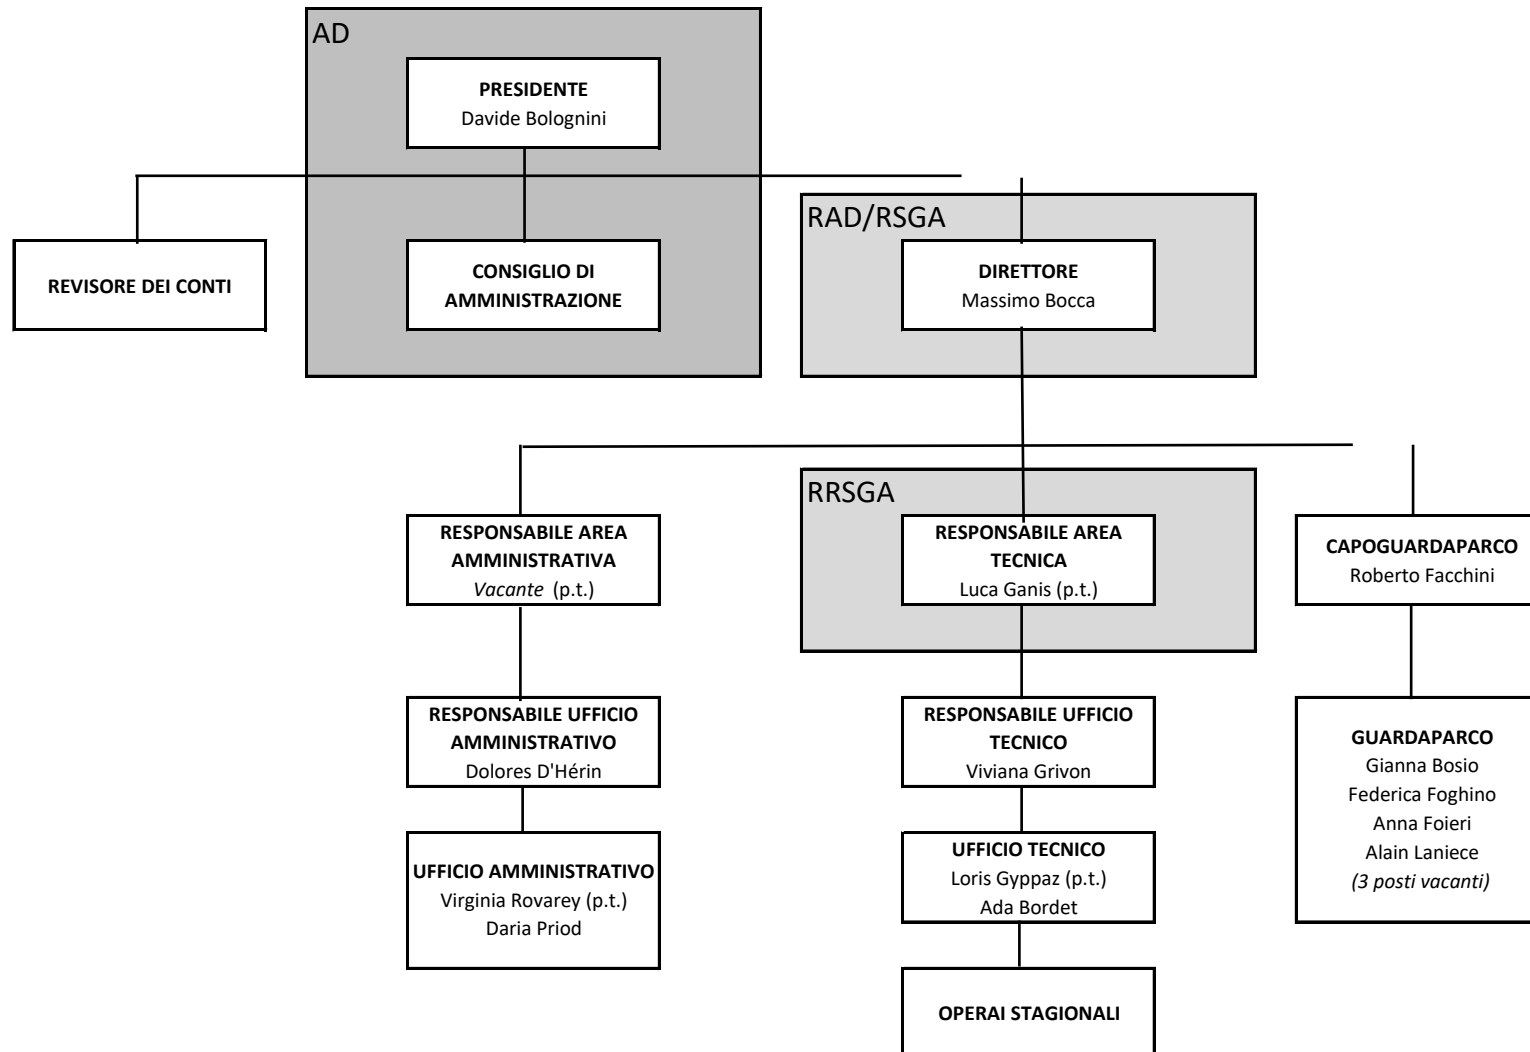 AD
PRESIDENTE
Davide Bolognini
RAD/RSGA
REVISORE DEI CONTI
CONSIGLIO DI
AMMINISTRAZIONE
DIRETTORE
Massimo Bocca
RRSGA
RESPONSABILE AREA
AMMINISTRATIVA
Vacante (p.t.)
RESPONSABILE AREA
TECNICA
Luca Ganis (p.t.)
CAPOGUARDAPARCO
Roberto Facchini
RESPONSABILE UFFICIO
AMMINISTRATIVO
Dolores D'Hérin
RESPONSABILE UFFICIO
TECNICO
Viviana Grivon
GUARDAPARCO
Gianna Bosio
Federica Foghino
Anna Foieri
Alain Laniece
(3 posti vacanti)
UFFICIO AMMINISTRATIVO
Virginia Rovarey (p.t.)
Daria Priod
UFFICIO TECNICO
Loris Gyppaz (p.t.)
Ada Bordet
OPERAI STAGIONALI